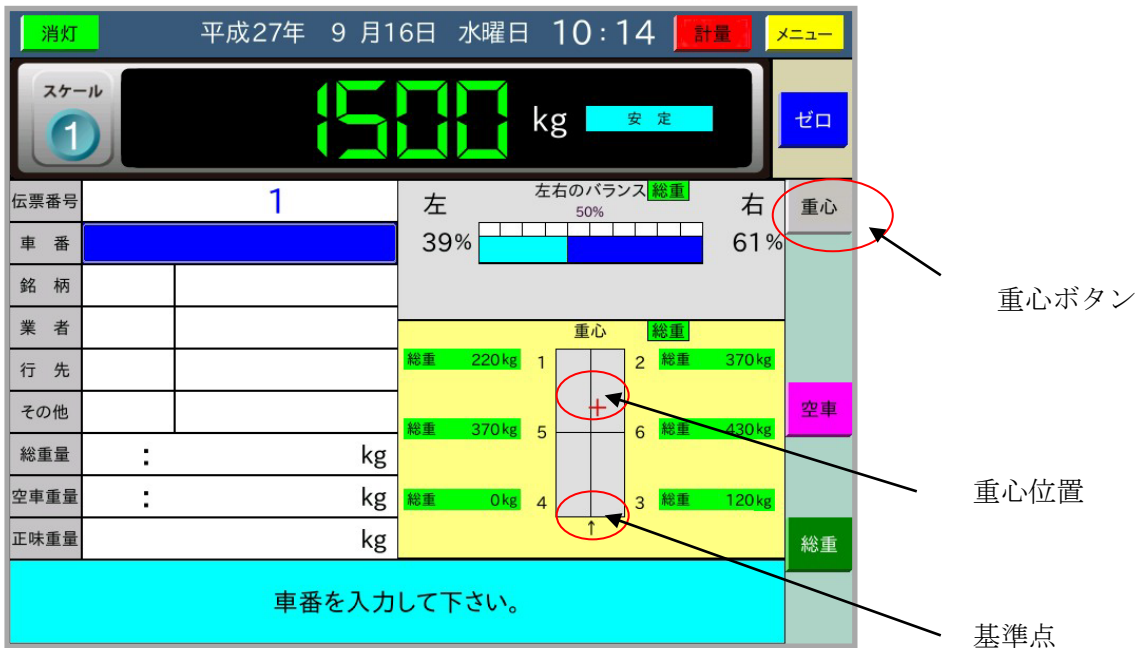 消灯 平成27年 9月16日 水曜日 10:14 計量 メニュー
スケール
1 1500 kg 安定 ゼロ
伝票番号 1
車番
銘柄
業者
行先
その他
総重量 : kg
空車重量 : kg
正味重量 kg
左右のバランス 総重
左 50% 右
39% 61%
重心 総重
総重 220kg 1 2 総重 370kg
総重 370kg 5 6 総重 430kg
総重 0kg 4 3 総重 120kg
↑
重心
空車
総重
車番を入力して下さい。
重心ボタン
重心位置
基準点